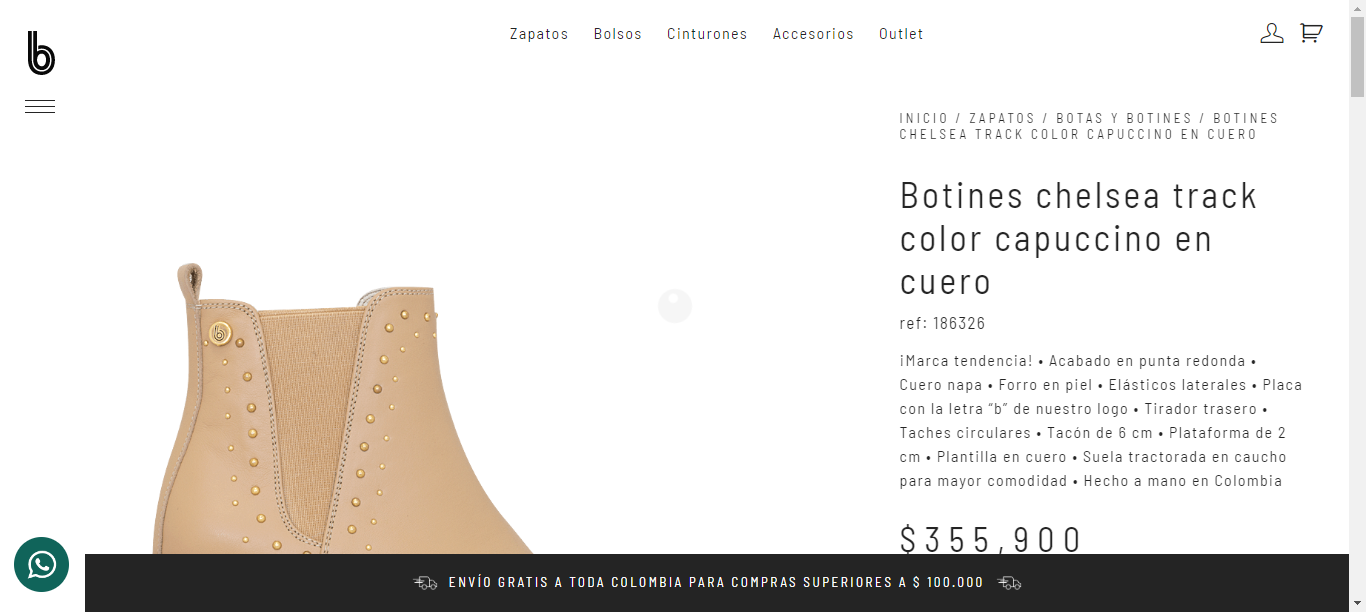 b
Zapatos Bolsos Cinturones Accesorios Outlet
INICIO / ZAPATOS / BOTAS Y BOTINES / BOTINES
CHELSEA TRACK COLOR CAPUCCINO EN CUERO
Botines chelsea track
color capuccino en
cuero
ref: 186326
¡Marca tendencia! • Acabado en punta redonda •
Cuero napa • Forro en piel • Elásticos laterales • Placa
con la letra “b” de nuestro logo • Tirador trasero •
Taches circulares • Tacón de 6 cm • Plataforma de 2
cm • Plantilla en cuero • Suela tractorada en caucho
para mayor comodidad • Hecho a mano en Colombia
$355,900
b
ENVÍO GRATIS A TODA COLOMBIA PARA COMPRAS SUPERIORES A $ 100.000